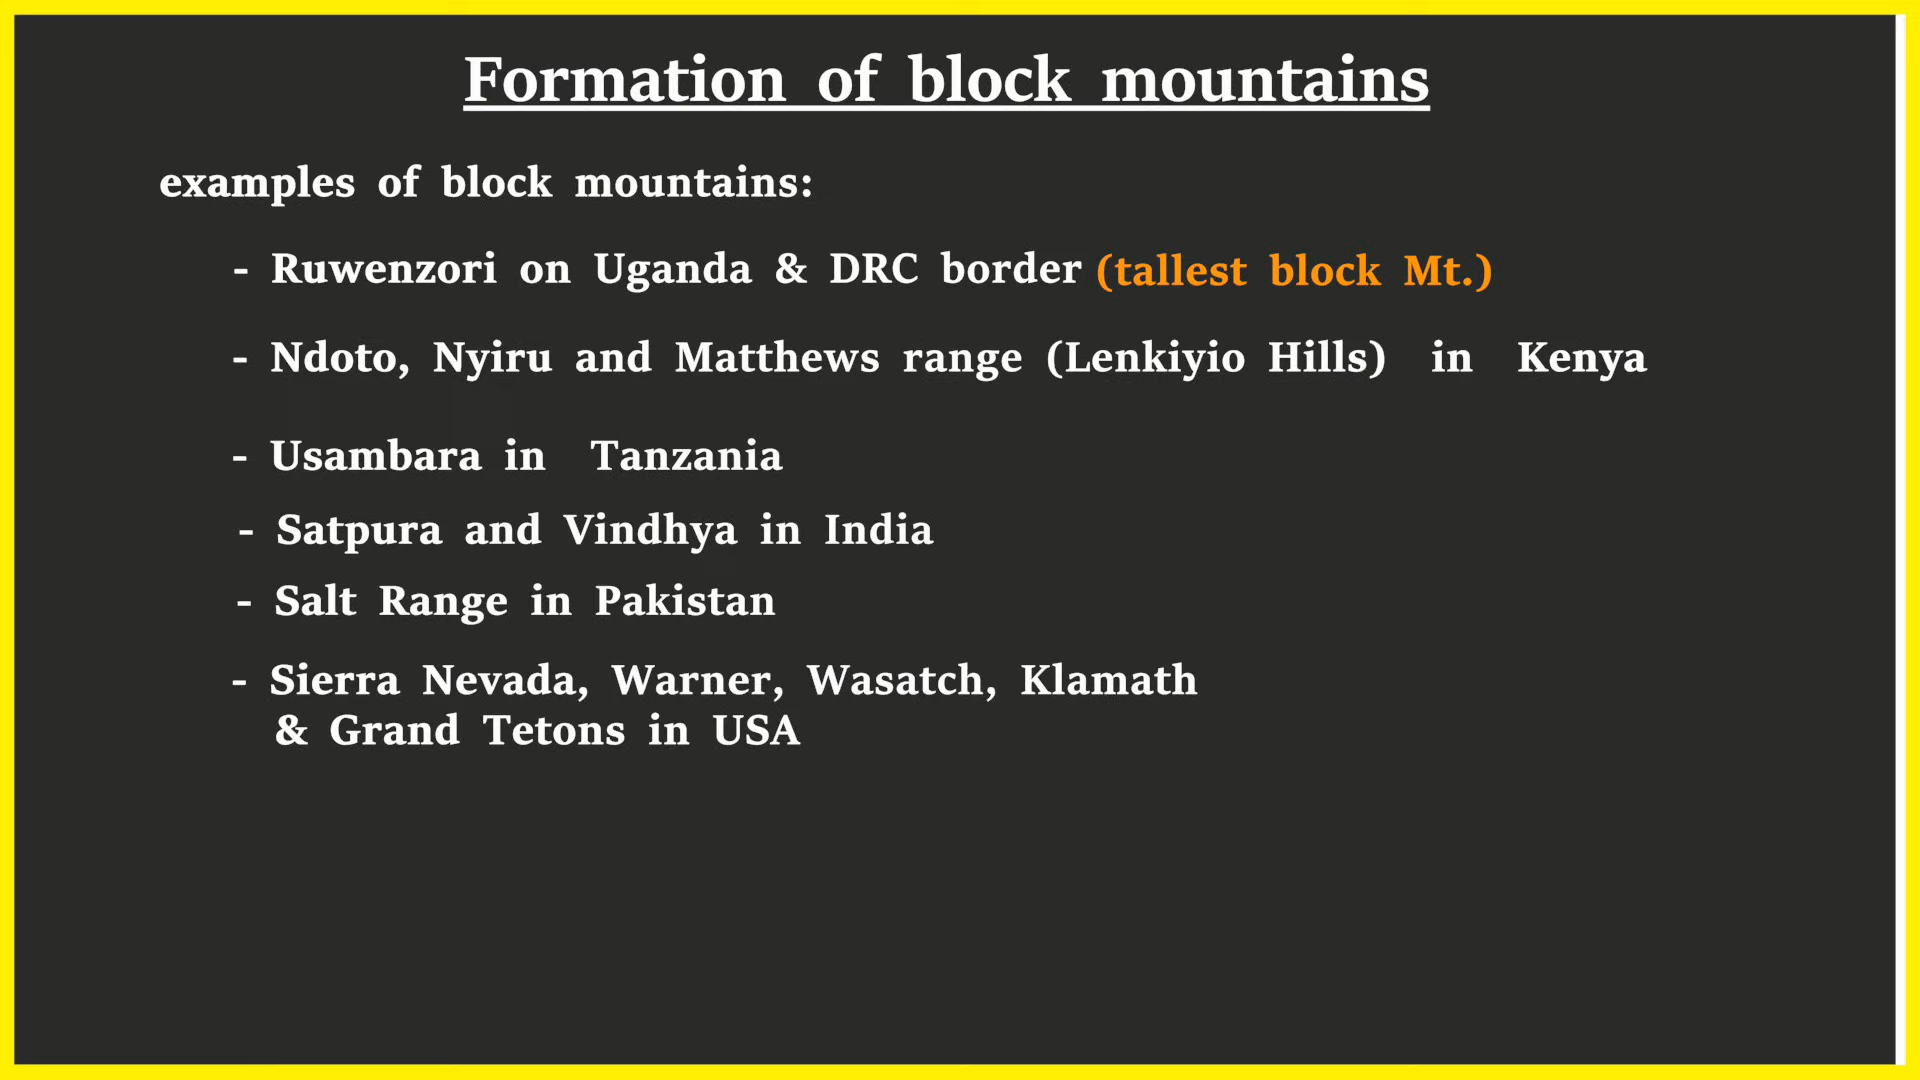 Formation of block mountains
examples of block mountains:
- Ruwenzori on Uganda & DRC border (tallest block Mt.)
- Ndoto, Nyiru and Matthews range (Lenkiyio Hills) in Kenya
- Usambara in Tanzania
- Satpura and Vindhya in India
- Salt Range in Pakistan
- Sierra Nevada, Warner, Wasatch, Klamath
& Grand Tetons in USA